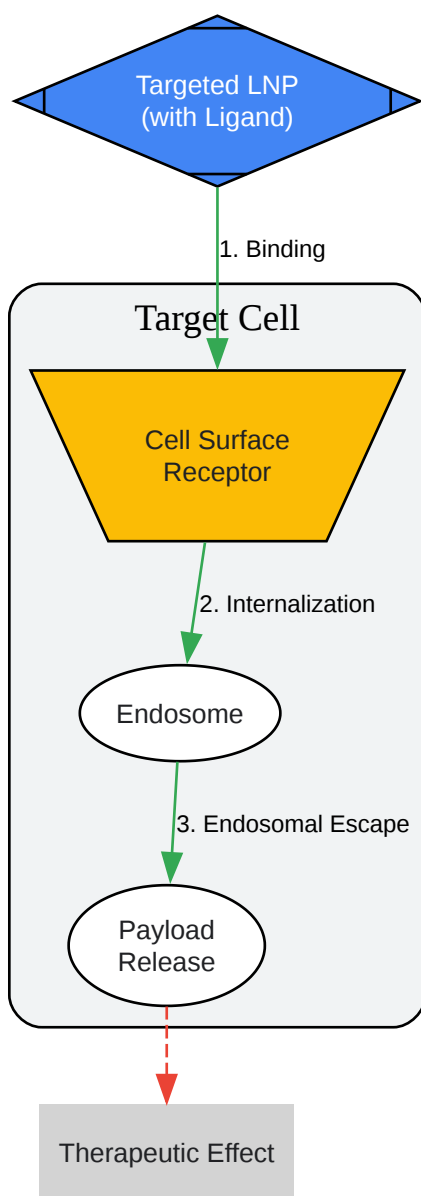 Targeted LNP
(with Ligand)
1. Binding
Target Cell
Cell Surface
Receptor
2. Internalization
Endosome
3. Endosomal Escape
Payload
Release
Therapeutic Effect